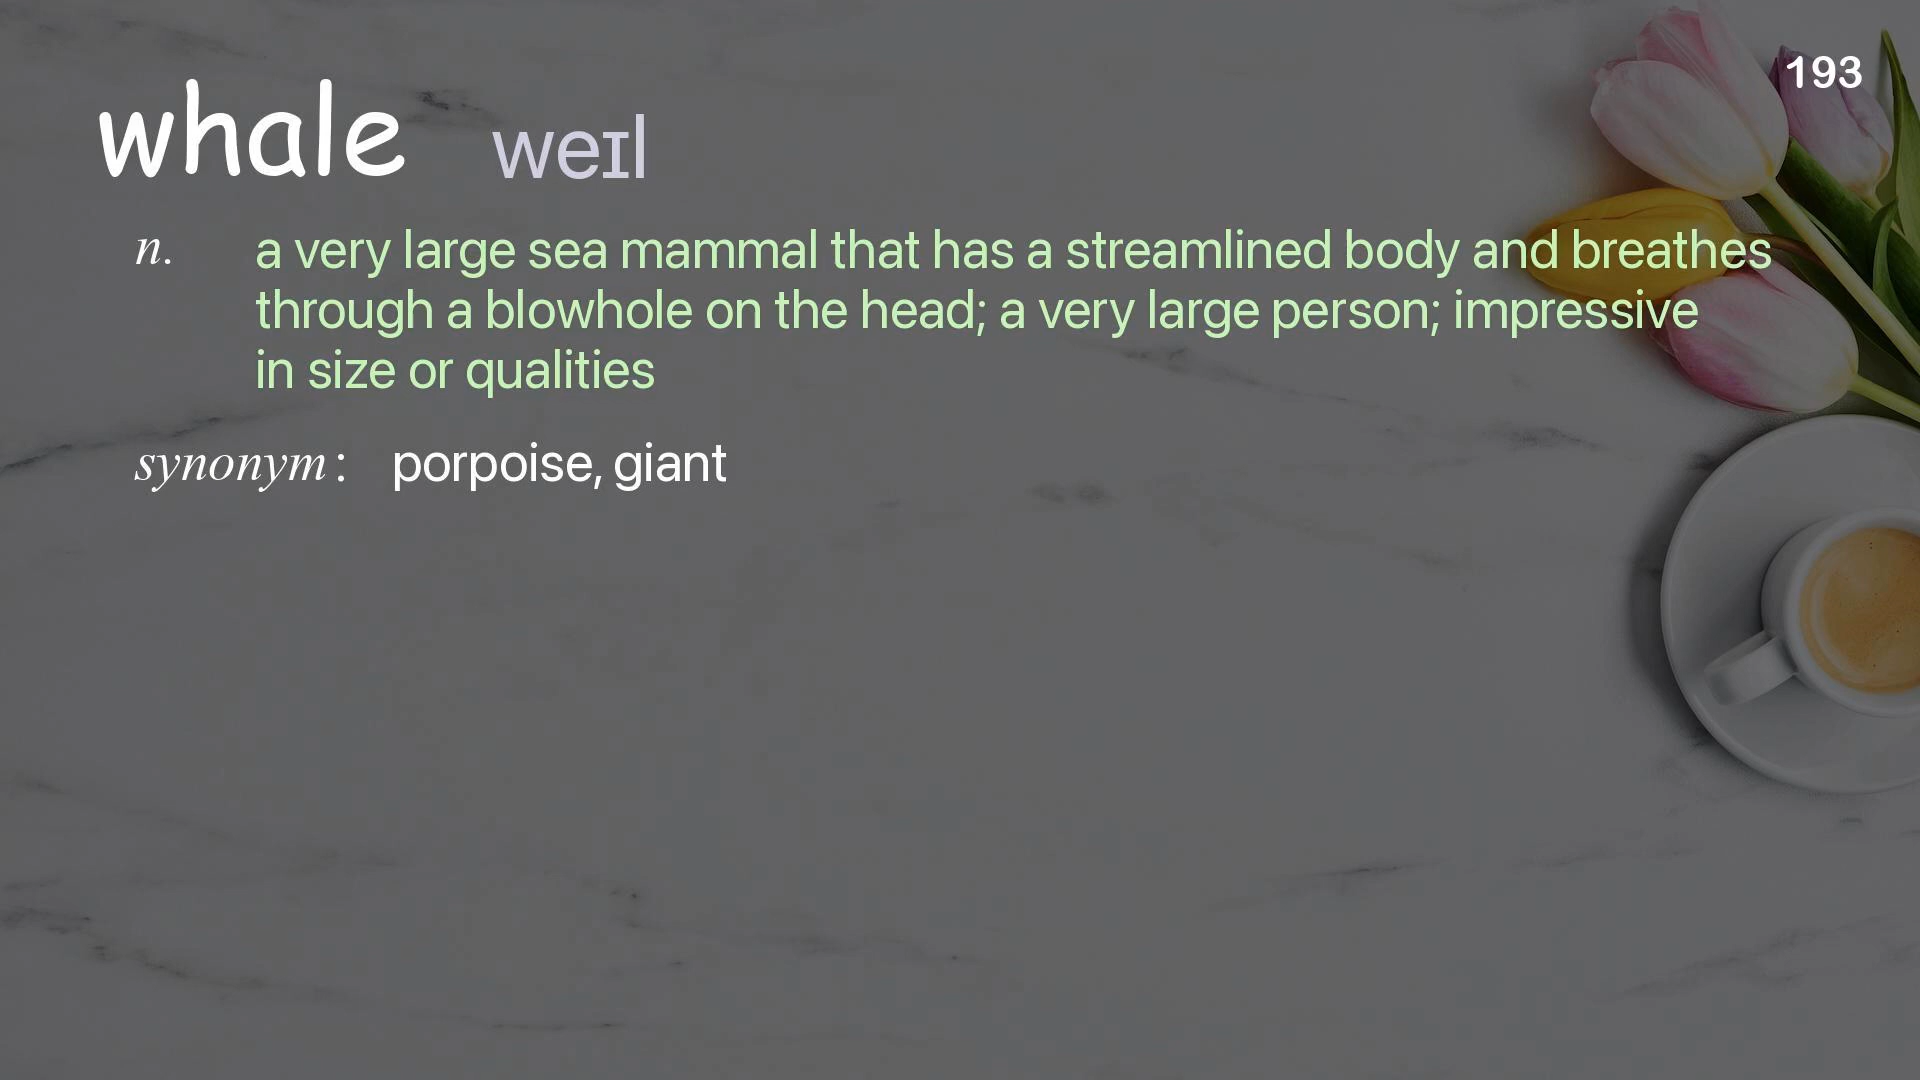 193
whale weɪl
n. a very large sea mammal that has a streamlined body and breathes
through a blowhole on the head; a very large person; impressive
in size or qualities
synonym: porpoise, giant